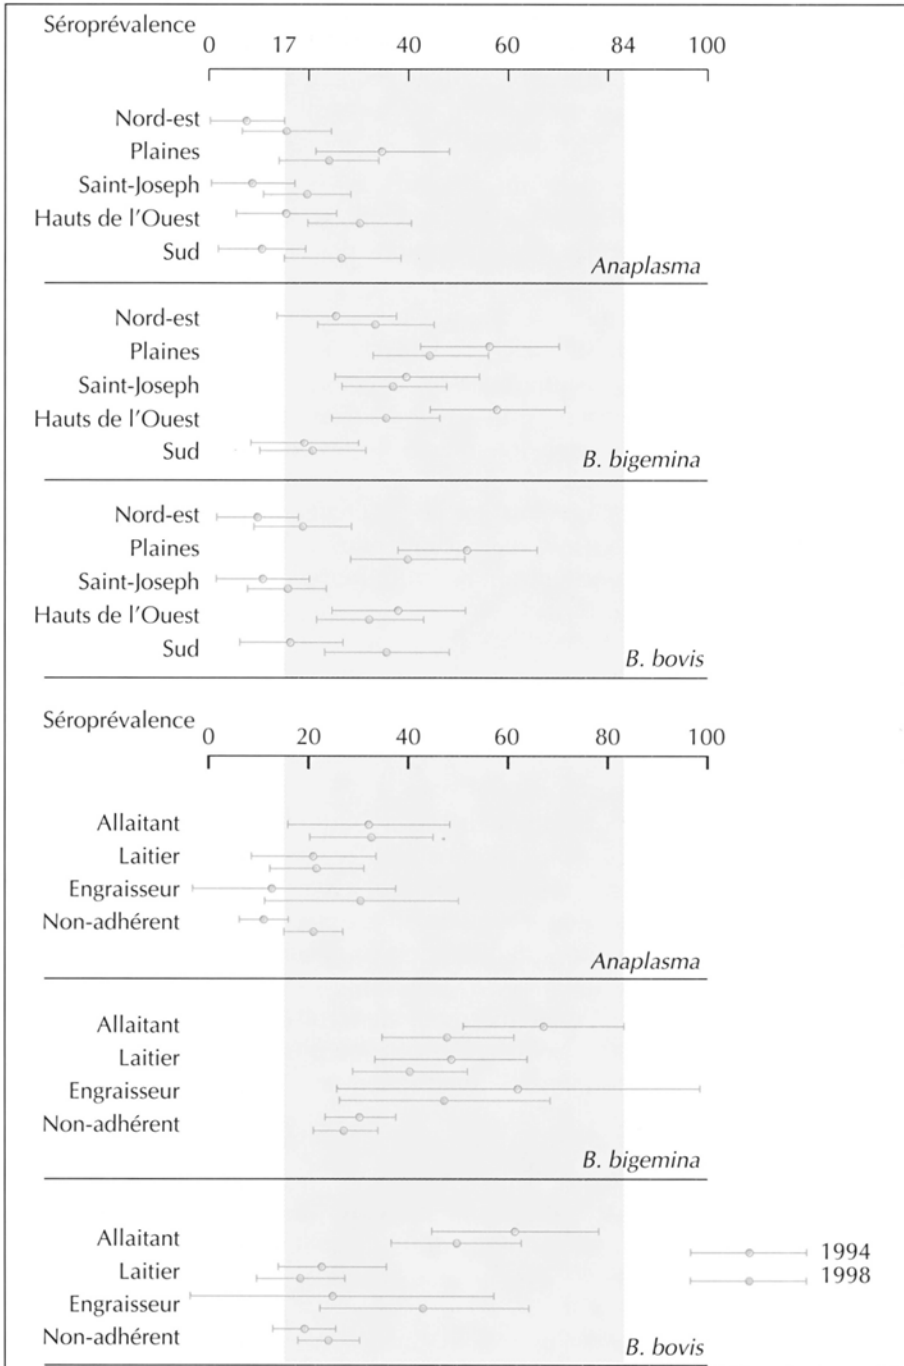 Séroprévalence
0 17 40 60 84 100
Nord-est
Plaines
Saint-Joseph
Hauts de l'Ouest
Sud
Anaplasma
Nord-est
Plaines
Saint-Joseph
Hauts de l'Ouest
Sud
B. bigemina
Nord-est
Plaines
Saint-Joseph
Hauts de l'Ouest
Sud
B. bovis
Séroprévalence
0 20 40 60 80 100
Allaitant
Laitier
Engraisseur
Non-adhérent
Anaplasma
Allaitant
Laitier
Engraisseur
Non-adhérent
B. bigemina
Allaitant
Laitier
Engraisseur
Non-adhérent
B. bovis
1994
1998